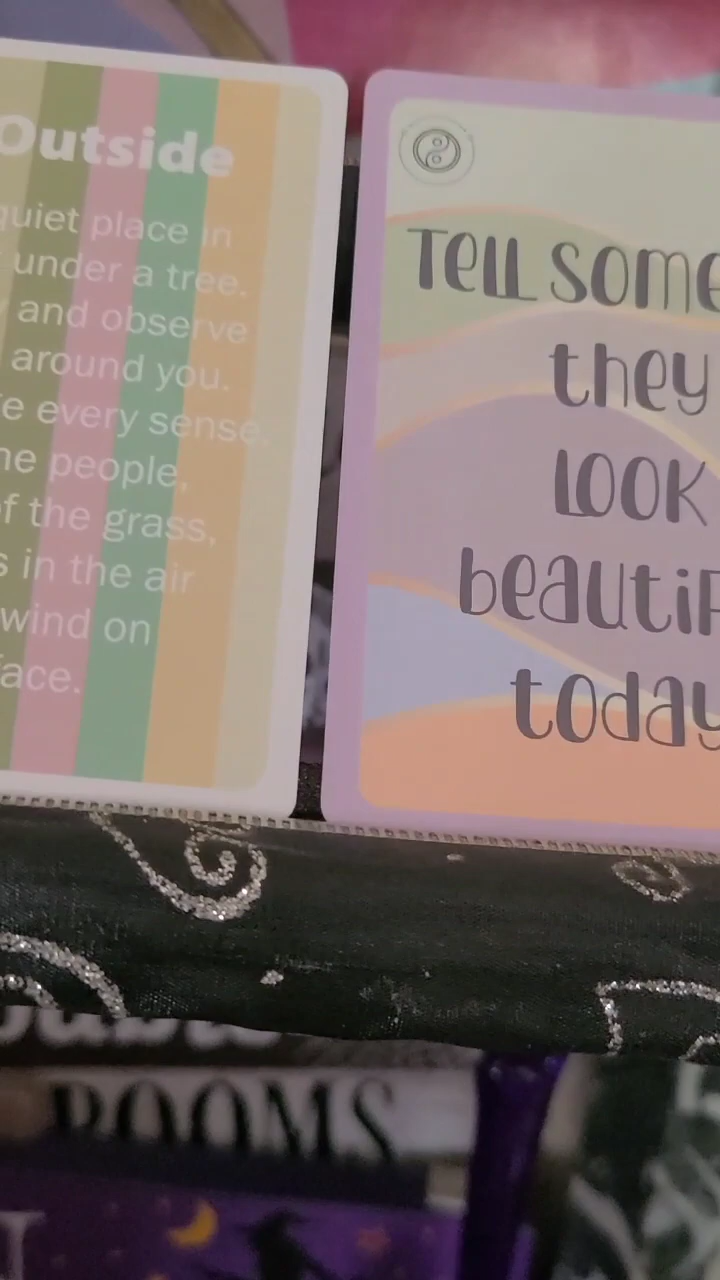 Outside
quiet place in
under a tree.
and observe
around you.
e every sense.
he people,
f the grass,
s in the air
wind on
face.
Tell some
they
look
beautif
today
ROOMS